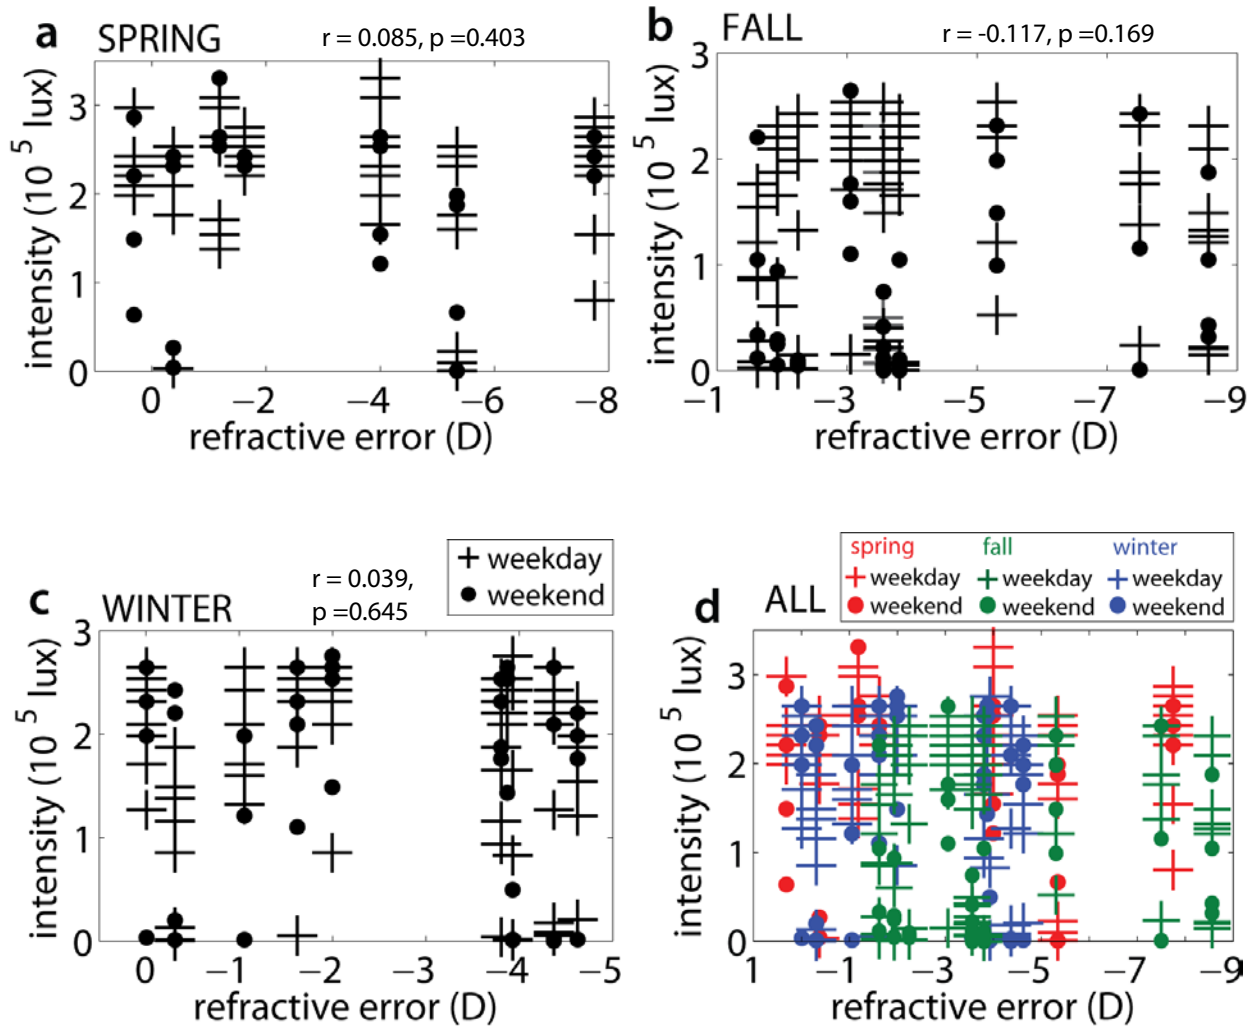 a SPRING
r = 0.085, p =0.403
intensity (10 5 lux)
3
2
1
0
0 −2 −4 −6 −8
refractive error (D)
b FALL
r = -0.117, p =0.169
intensity (10 5 lux)
3
2
1
0
−1 −3 −5 −7 −9
refractive error (D)
c WINTER
r = 0.039,
p =0.645
weekday
weekend
intensity (10 5 lux)
3
2
1
0
0 −1 −2 −3 −4 −5
refractive error (D)
d ALL
spring fall winter
weekday weekday weekday
weekend weekend weekend
intensity (10 5 lux)
3
2
1
0
1 −1 −3 −5 −7 −9
refractive error (D)